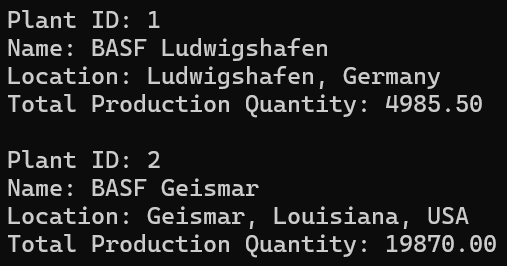 Plant ID: 1
Name: BASF Ludwigshafen
Location: Ludwigshafen, Germany
Total Production Quantity: 4985.50
Plant ID: 2
Name: BASF Geismar
Location: Geismar, Louisiana, USA
Total Production Quantity: 19870.00